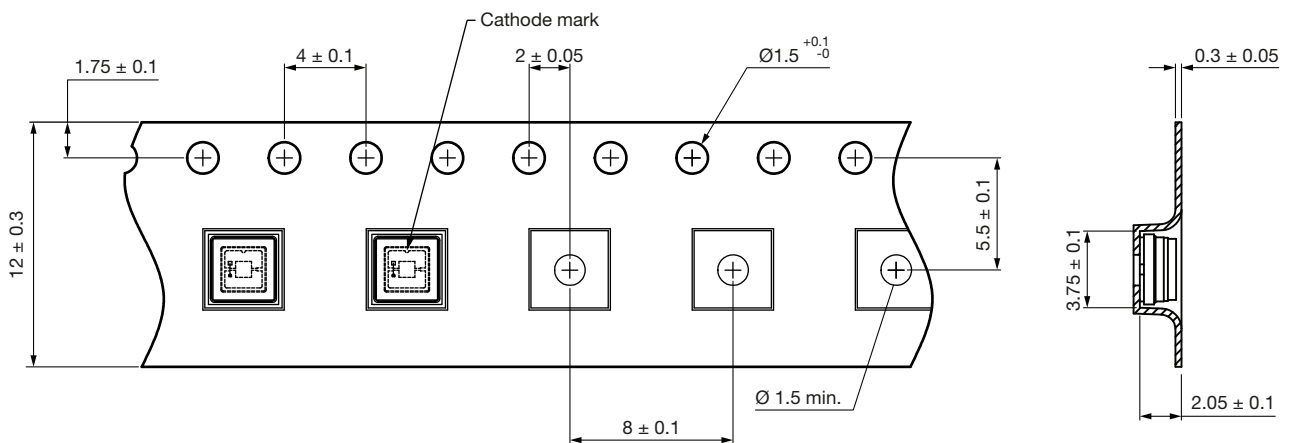 Cathode mark
1.75 ± 0.1
4 ± 0.1
2 ± 0.05
Ø1.5 +0.1 -0
0.3 ± 0.05
12 ± 0.3
5.5 ± 0.1
3.75 ± 0.1
Ø 1.5 min.
8 ± 0.1
2.05 ± 0.1